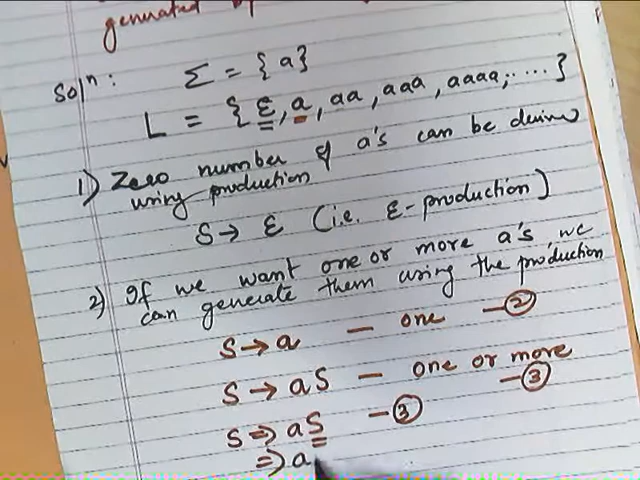 generated
Solⁿ: Σ = {a}
L = {ε, a, aa, aaa, aaaa, ....}
1) Zero number of a's can be
using production
S → ε (i.e. ε-production)
2) If we want one or more a's we
can generate them using the production
S → a — one —②
S → aS — one or more
—③
S ⇒ aS —③
⇒ a